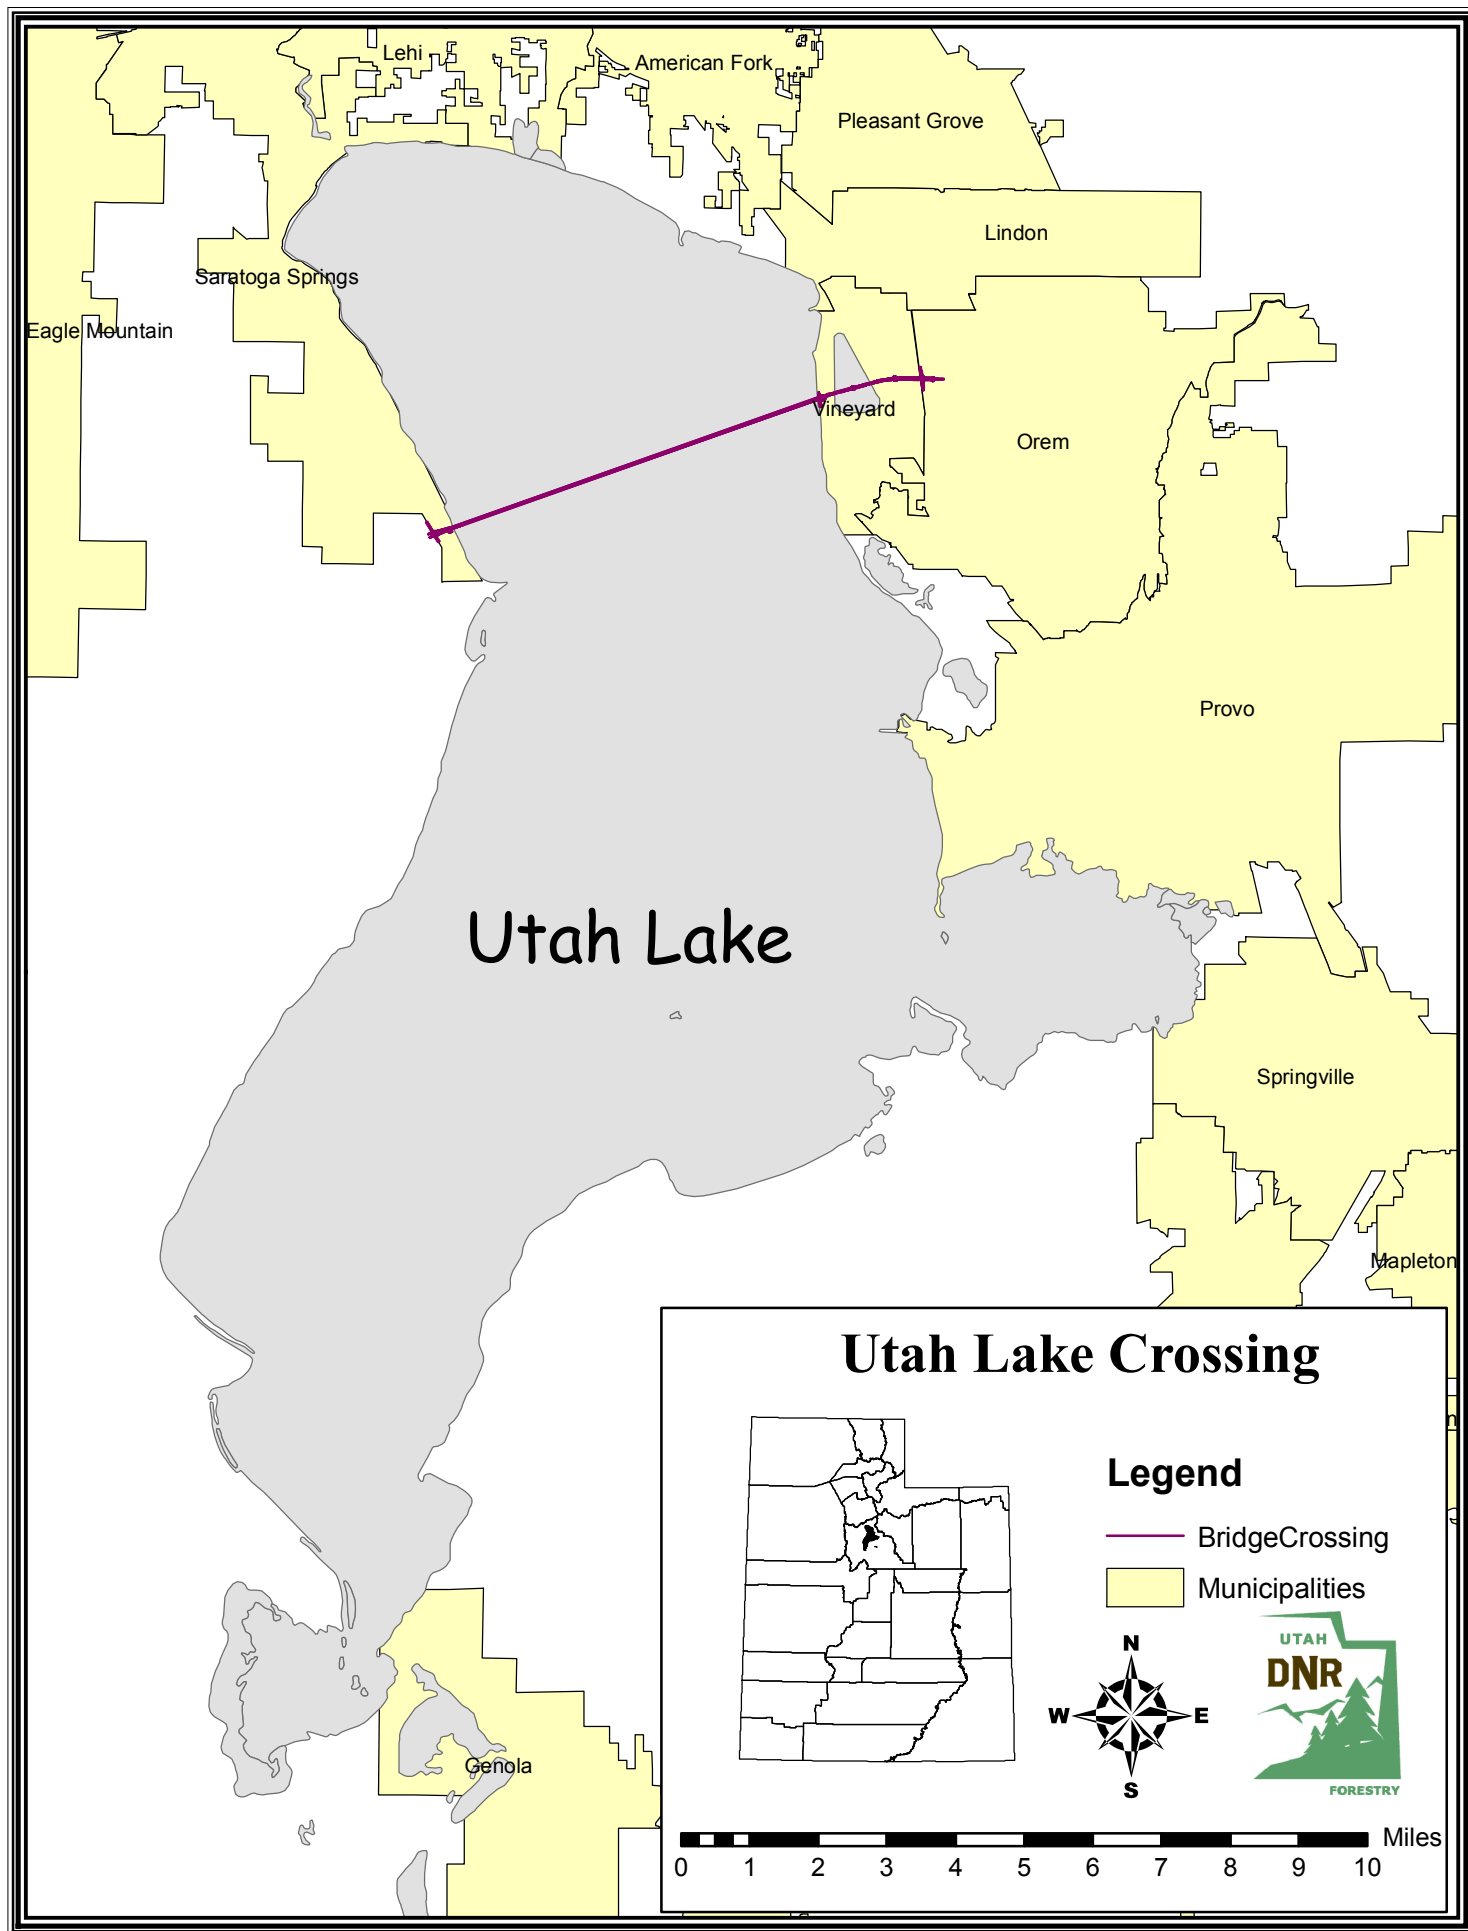 Lehi
American Fork
Pleasant Grove
Lindon
Saratoga Springs
Eagle Mountain
Vineyard
Orem
Provo
Utah Lake
Springville
Mapleton
Genola
Utah Lake Crossing
Legend
BridgeCrossing
Municipalities
N
W E
S
UTAH
DNR
FORESTRY
Miles
0 1 2 3 4 5 6 7 8 9 10